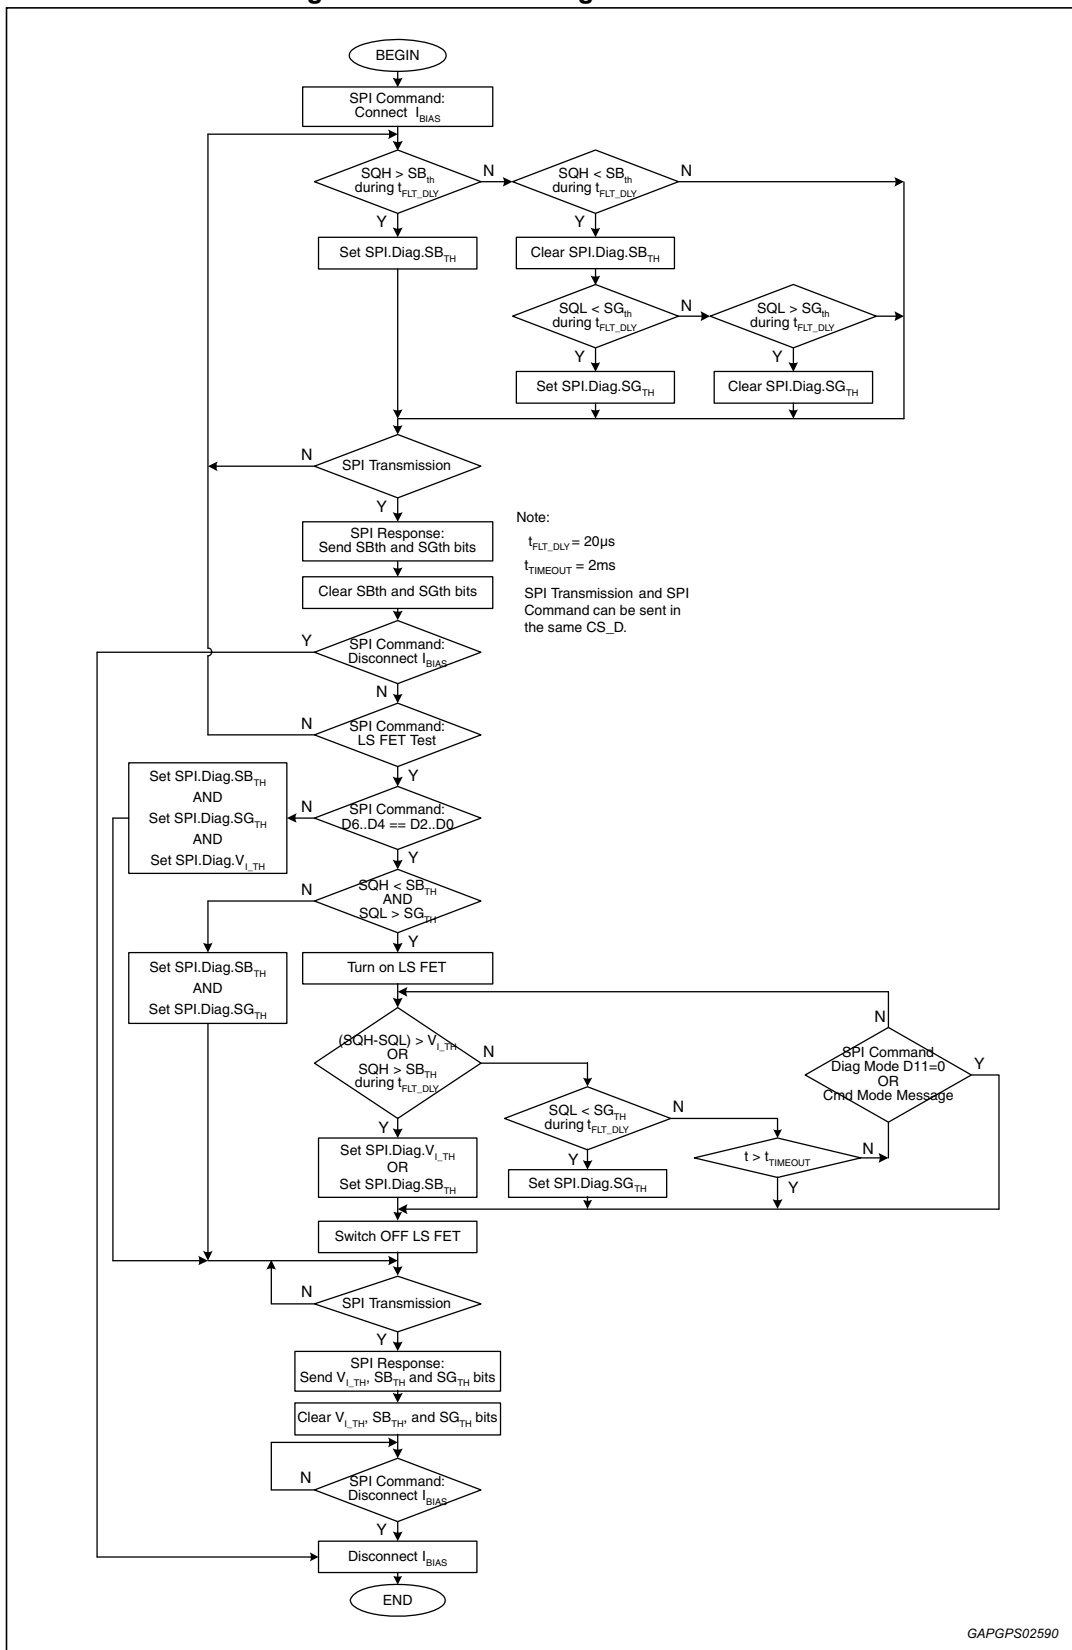 BEGIN
SPI Command:
Connect I_BIAS
SQH > SB_th
during t_FLT_DLY
N
SQH < SB_th
during t_FLT_DLY
N
Y
Y
Set SPI.Diag.SB_TH
Clear SPI.Diag.SB_TH
SQL < SG_th
during t_FLT_DLY
N
SQL > SG_th
during t_FLT_DLY
Y
Y
Set SPI.Diag.SG_TH
Clear SPI.Diag.SG_TH
N
SPI Transmission
Y
SPI Response:
Send SBth and SGth bits
Clear SBth and SGth bits
Note:
t_FLT_DLY = 20µs
t_TIMEOUT = 2ms
SPI Transmission and SPI
Command can be sent in
the same CS_D.
Y
SPI Command:
Disconnect I_BIAS
N
N
SPI Command:
LS FET Test
Y
Set SPI.Diag.SB_TH
AND
Set SPI.Diag.SG_TH
AND
Set SPI.Diag.V_I_TH
N
SPI Command:
D6..D4 == D2..D0
Y
N
SQH < SB_TH
AND
SQL > SG_TH
Y
Set SPI.Diag.SB_TH
AND
Set SPI.Diag.SG_TH
Turn on LS FET
(SQH-SQL) > V_I_TH
OR
SQH > SB_TH
during t_FLT_DLY
N
N
SPI Command
Diag Mode D11=0
OR
Cmd Mode Message
Y
SQL < SG_TH
during t_FLT_DLY
N
t > t_TIMEOUT
N
Y
Y
Y
Set SPI.Diag.V_I_TH
OR
Set SPI.Diag.SB_TH
Set SPI.Diag.SG_TH
Switch OFF LS FET
N
SPI Transmission
Y
SPI Response:
Send V_I_TH, SB_TH and SG_TH bits
Clear V_I_TH, SB_TH, and SG_TH bits
N
SPI Command:
Disconnect I_BIAS
Y
Disconnect I_BIAS
END
GAPGPS02590